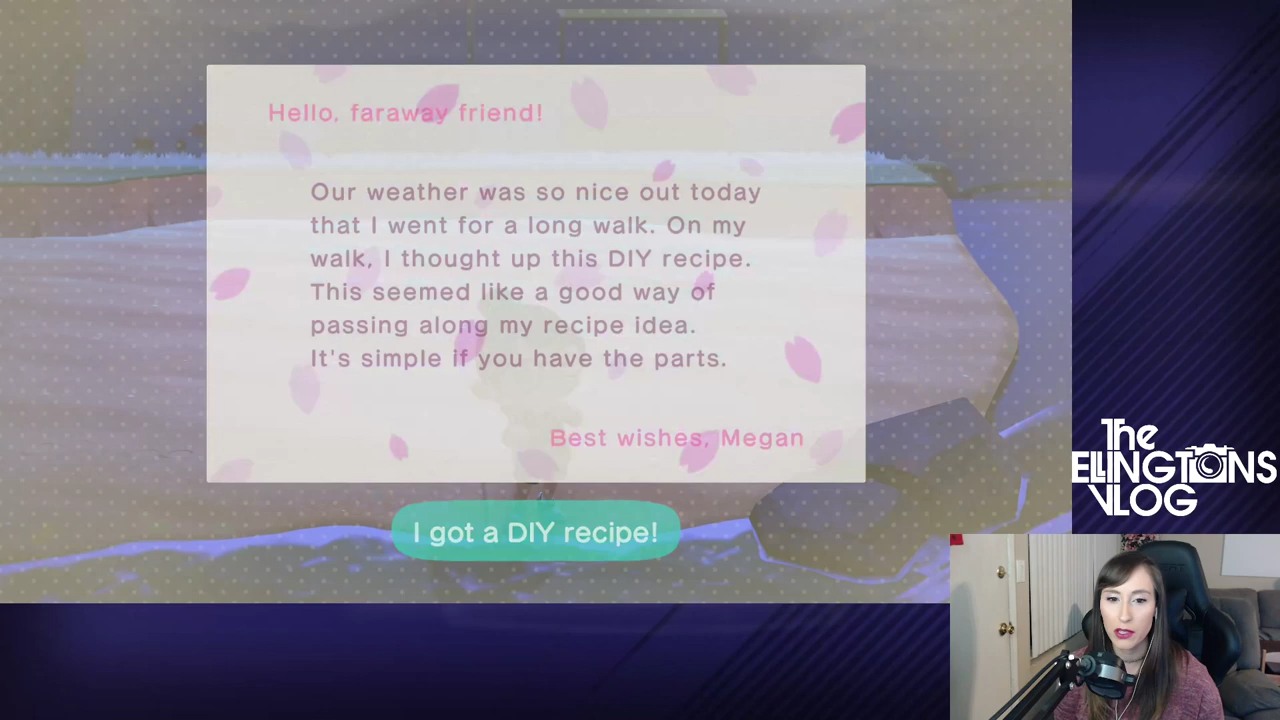 Hello, faraway friend!
Our weather was so nice out today
that I went for a long walk. On my
walk, I thought up this DIY recipe.
This seemed like a good way of
passing along my recipe idea.
It's simple if you have the parts.
Best wishes, Megan
I got a DIY recipe!
The
ELLINGTONS
VLOG